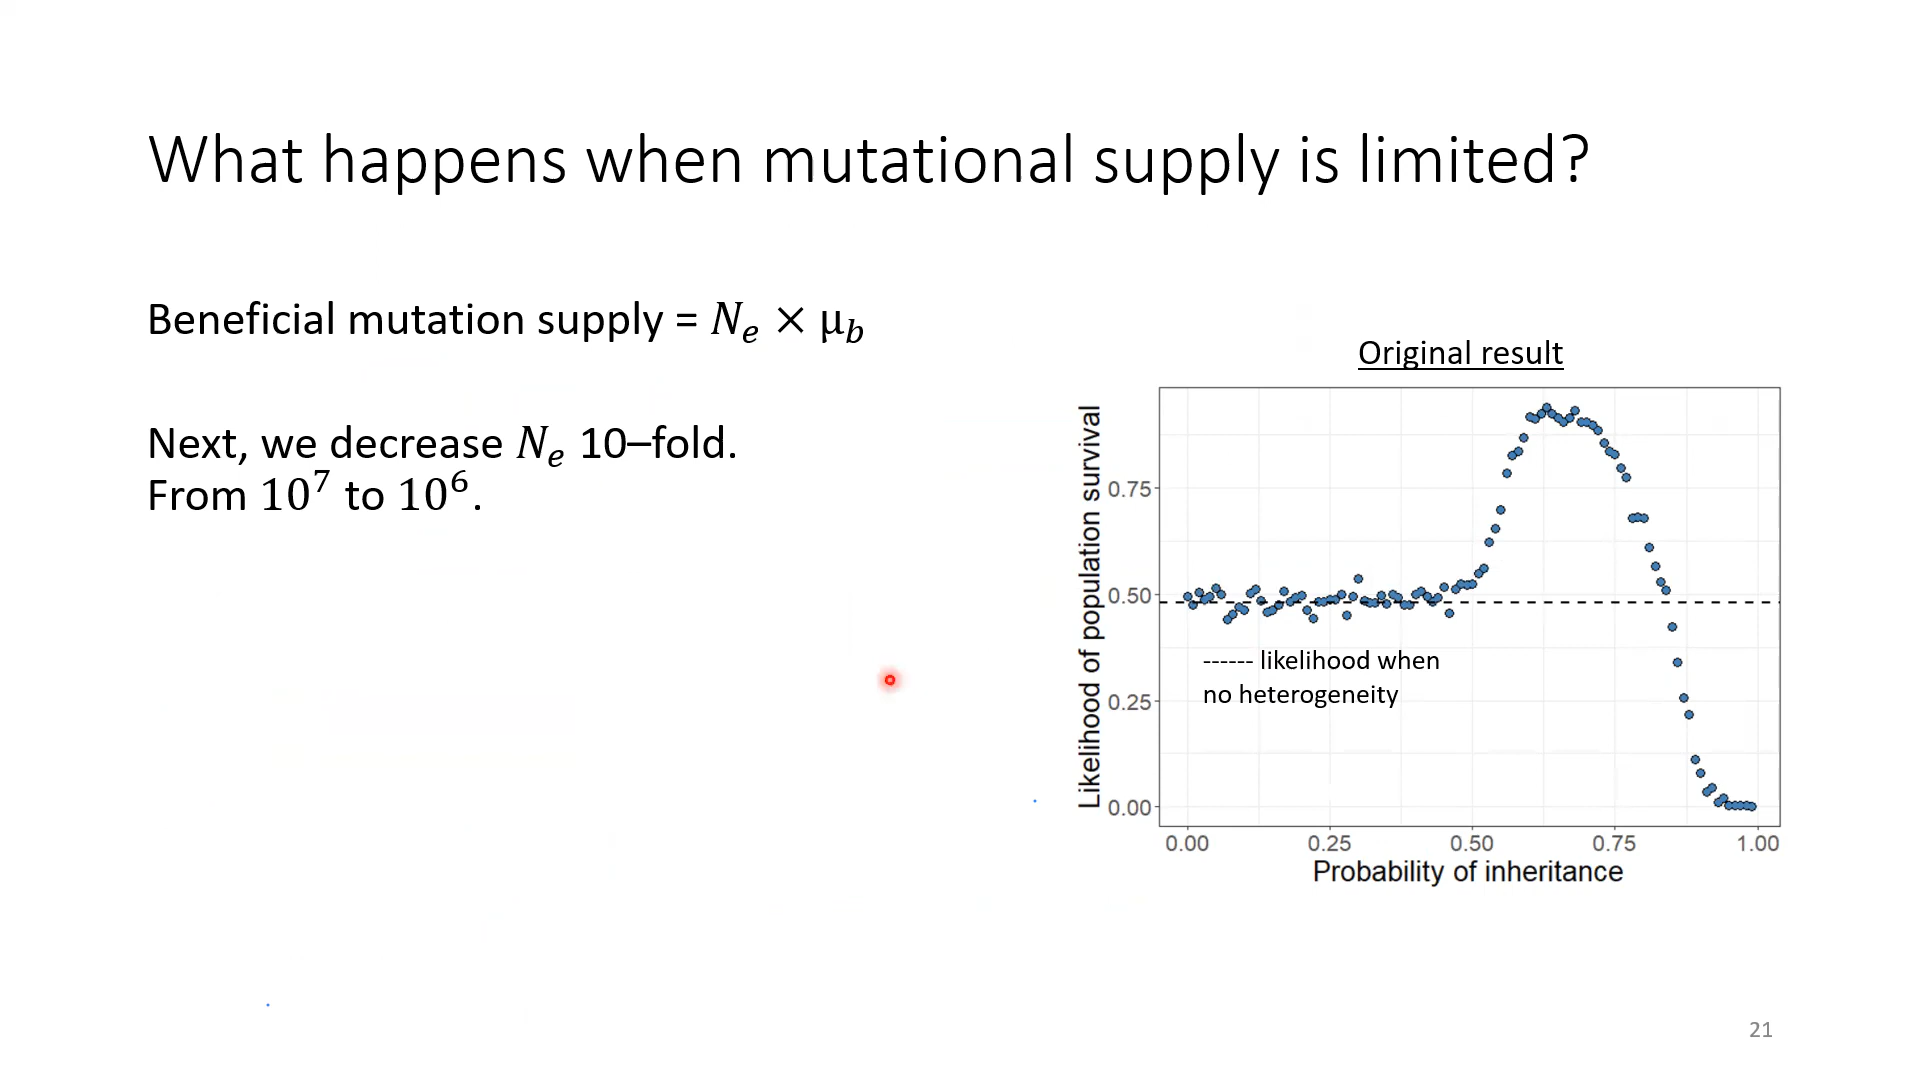 What happens when mutational supply is limited?
Beneficial mutation supply = Nₑ × μ_b
Next, we decrease Nₑ 10–fold.
From 10⁷ to 10⁶.
Original result
Likelihood of population survival
0.75
0.50
0.25
0.00
------ likelihood when
no heterogeneity
0.00 0.25 0.50 0.75 1.00
Probability of inheritance
21